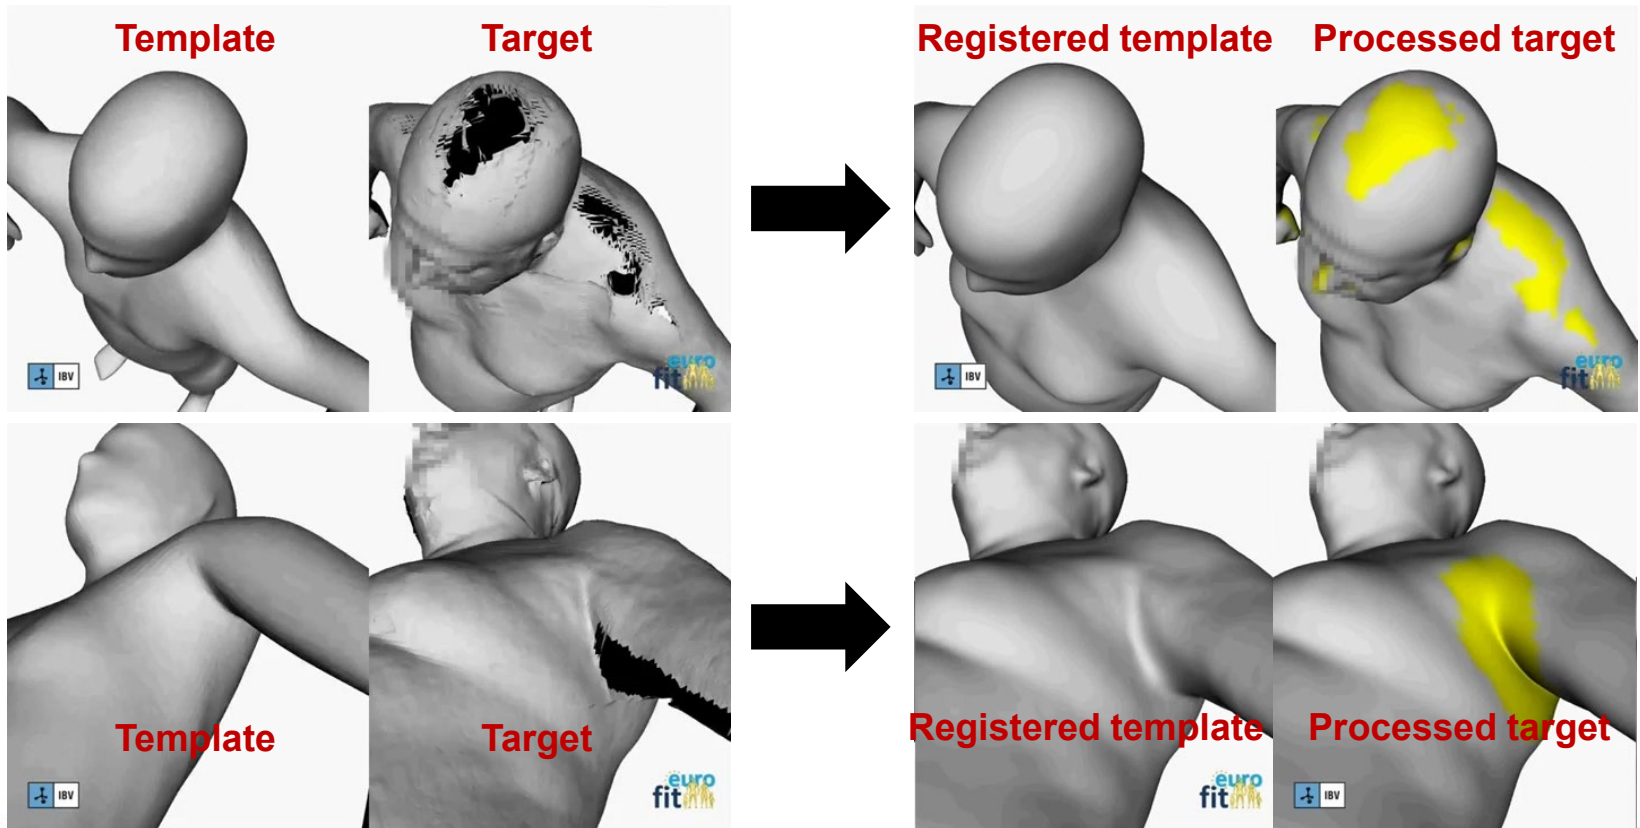 Template
Target
Registered template
Processed target
IBV
euro
fit
IBV
euro
fit
Template
Target
Registered template
Processed target
IBV
euro
fit
euro
fit
IBV